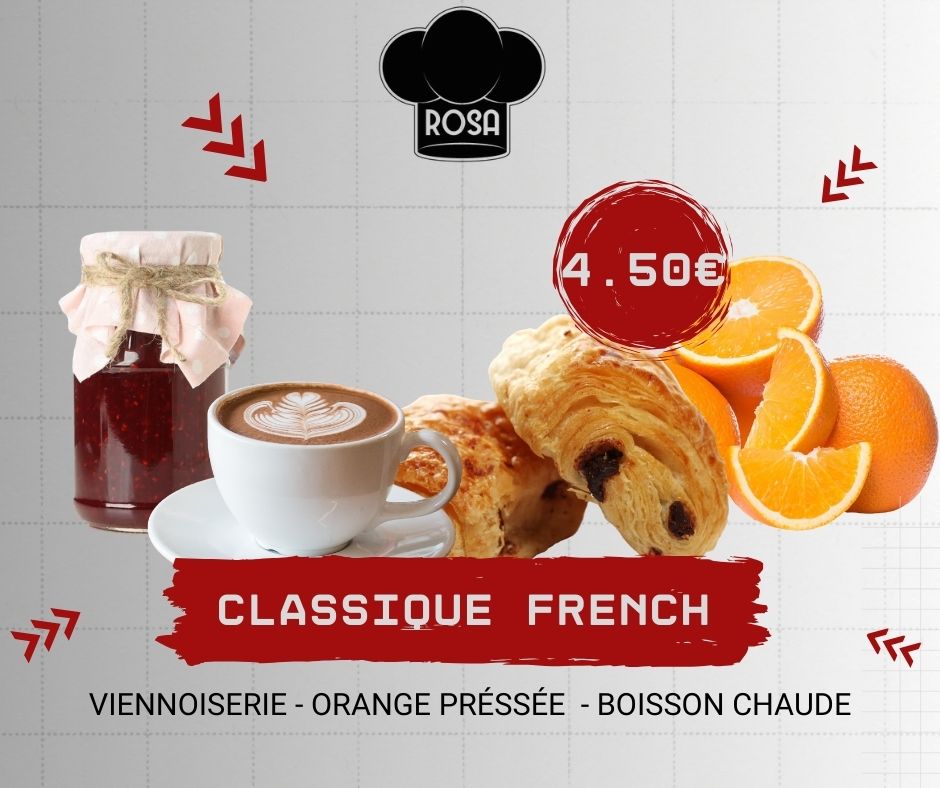 ROSA
4.50€
CLASSIQUE FRENCH
VIENNOISERIE - ORANGE PRÉSSÉE - BOISSON CHAUDE